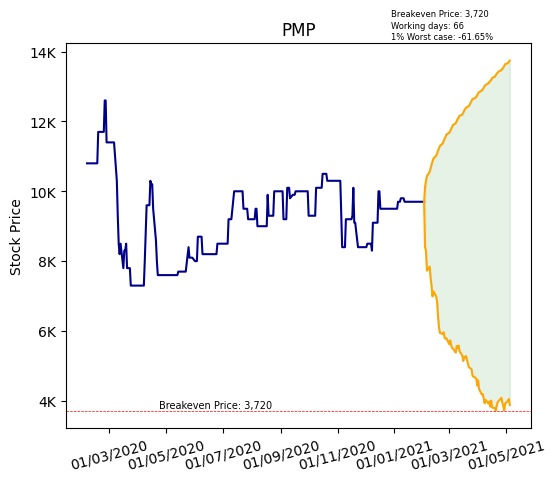 Breakeven Price: 3,720
Working days: 66
1% Worst case: -61.65%
PMP
14K
12K
10K
8K
6K
4K
Stock Price
Breakeven Price: 3,720
01/03/2020
01/05/2020
01/07/2020
01/09/2020
01/11/2020
01/01/2021
01/03/2021
01/05/2021